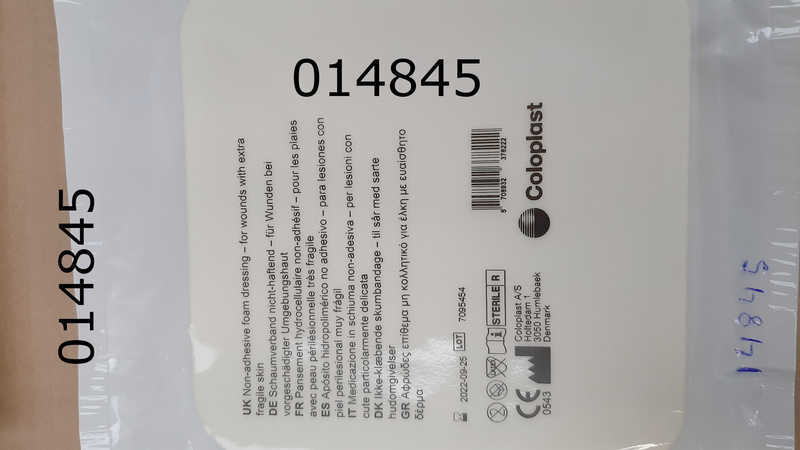 014845
014845
UK Non-adhesive foam dressing – for wounds with extra
fragile skin
DE Schaumverband nicht-haftend – für Wunden bei
vorgeschädigter Umgebungshaut
FR Pansement hydrocellulaire non-adhésif – pour les plaies
avec peau périlésionnelle très fragile
ES Apósito hidropolimérico no adhesivo – para lesiones con
piel perilesional muy frágil
IT Medicazione in schiuma non-adesiva – per lesioni con
cute particolarmente delicata
DK Ikke-klæbende skumbandage – til sår med sarte
hudomgivelser
GR Αφρώδες επίθεμα μη κολλητικό για έλκη με ευαίσθητο
δέρμα
2022-09-25 LOT 7095454
STERILE R
5 708932 376822
CE
0543
Coloplast A/S
Holtedam 1
3050 Humlebaek
Denmark
Coloplast
14845